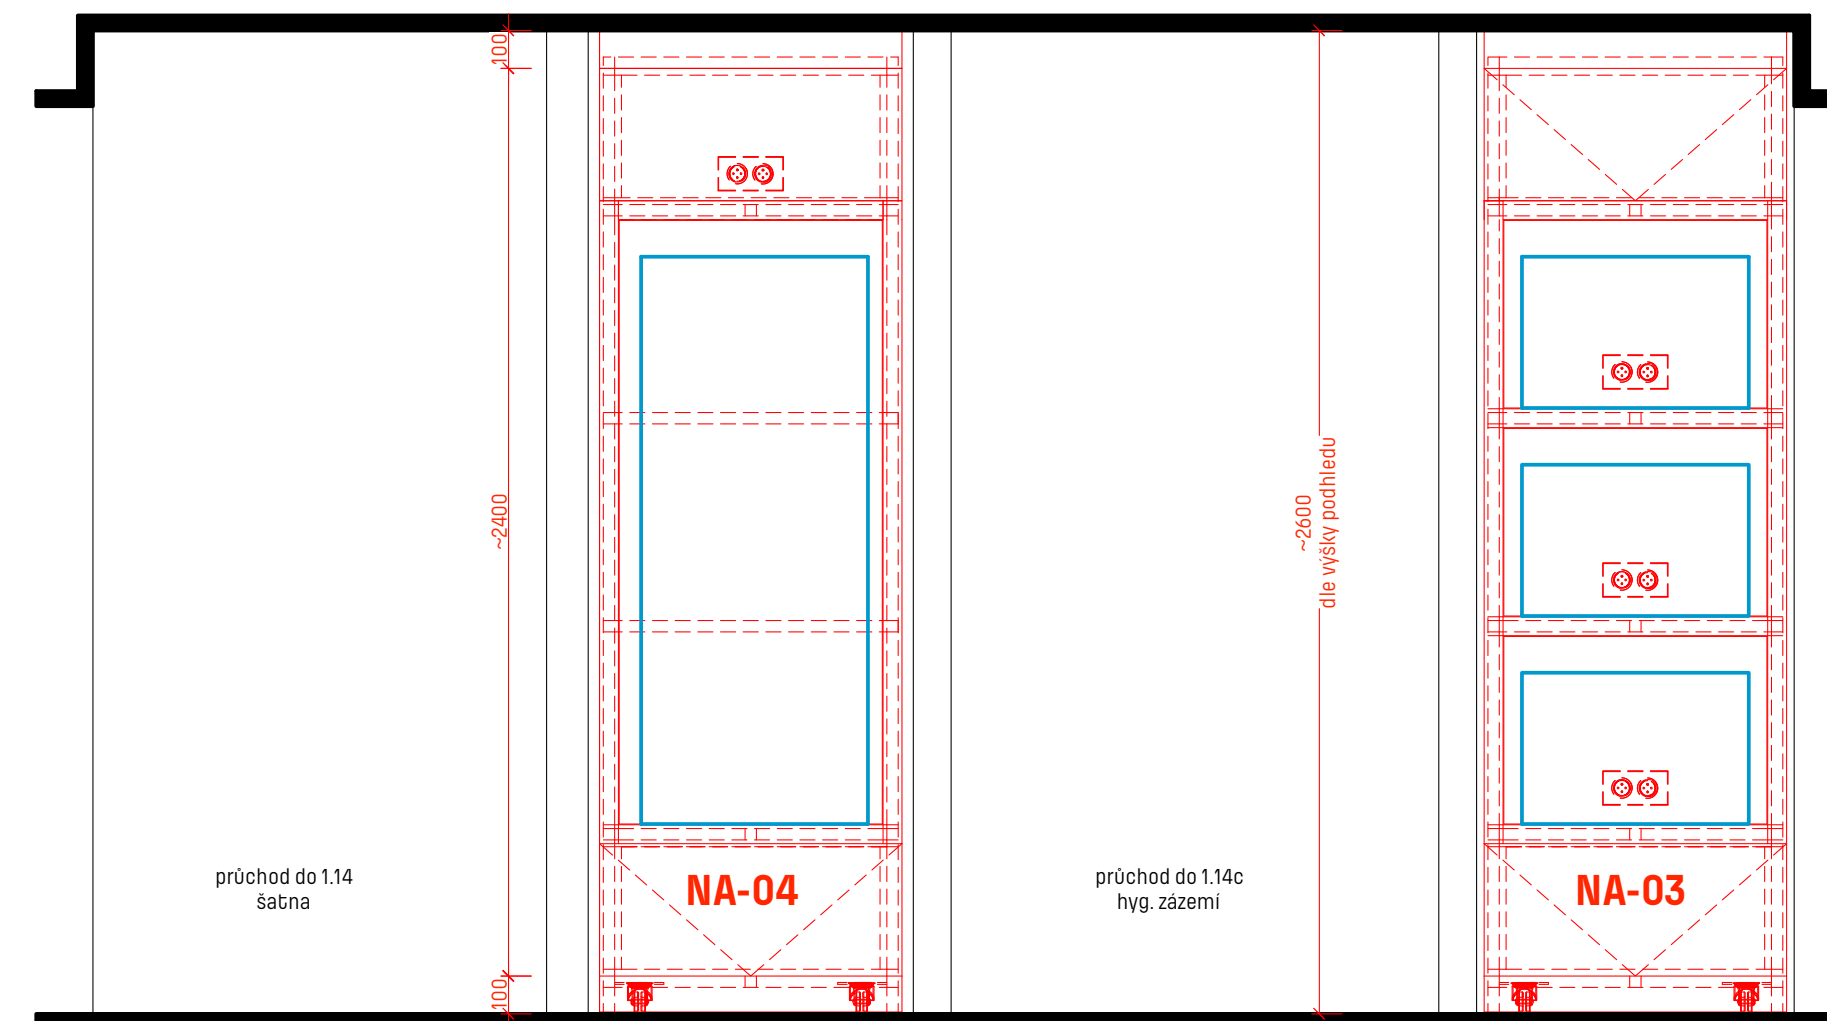 100
~2400
~2600
dle výšky podhledu
průchod do 1.14
šatna
NA-04
průchod do 1.14c
hyg. zázemí
NA-03
100